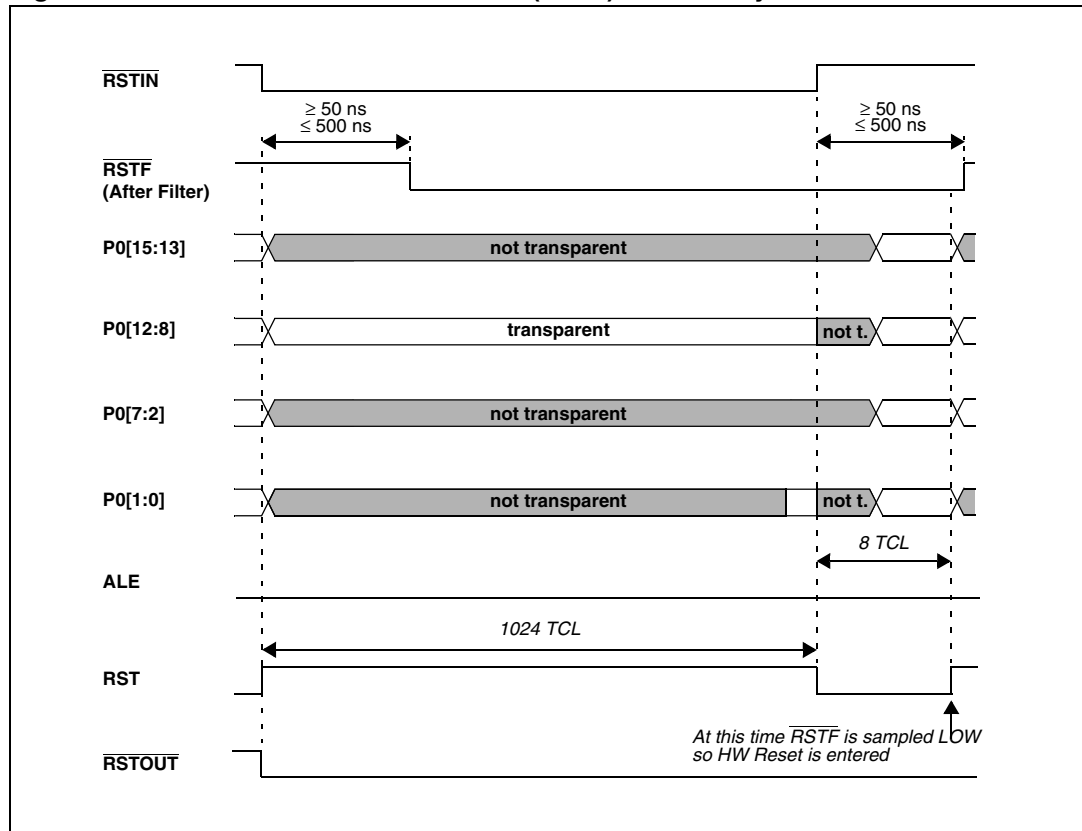 RSTIN
≥ 50 ns
≤ 500 ns
≥ 50 ns
≤ 500 ns
RSTF
(After Filter)
P0[15:13]
not transparent
P0[12:8]
transparent
not t.
P0[7:2]
not transparent
P0[1:0]
not transparent
not t.
8 TCL
ALE
1024 TCL
RST
At this time RSTF is sampled LOW
so HW Reset is entered
RSTOUT